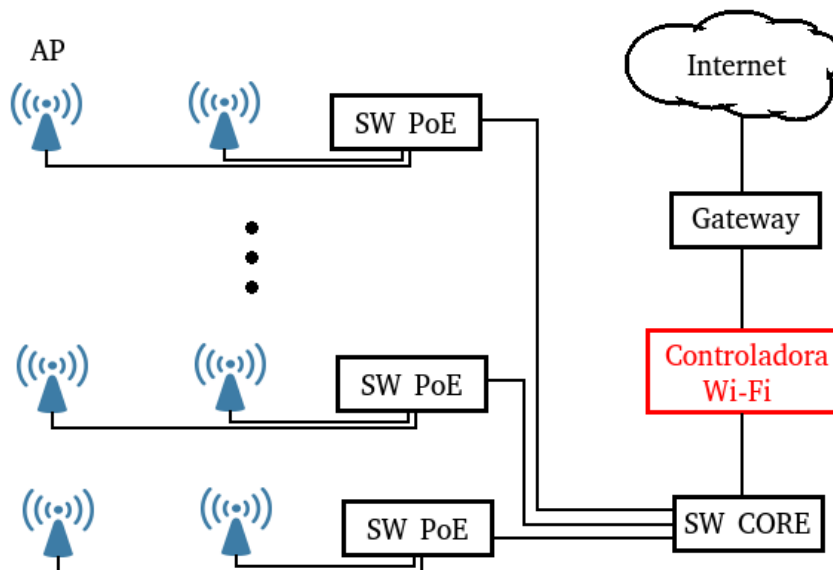 AP
Internet
SW PoE
Gateway
Controladora
Wi-Fi
SW PoE
SW CORE
SW PoE